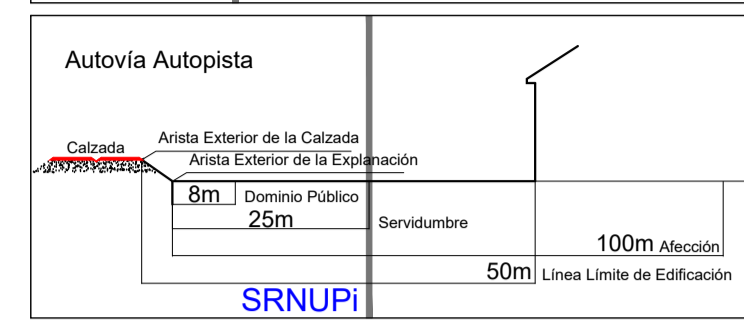 Autovía Autopista
Calzada
Arista Exterior de la Calzada
Arista Exterior de la Explanación
8m Dominio Público
25m Servidumbre
100m Afección
50m Línea Límite de Edificación
SRNUPi